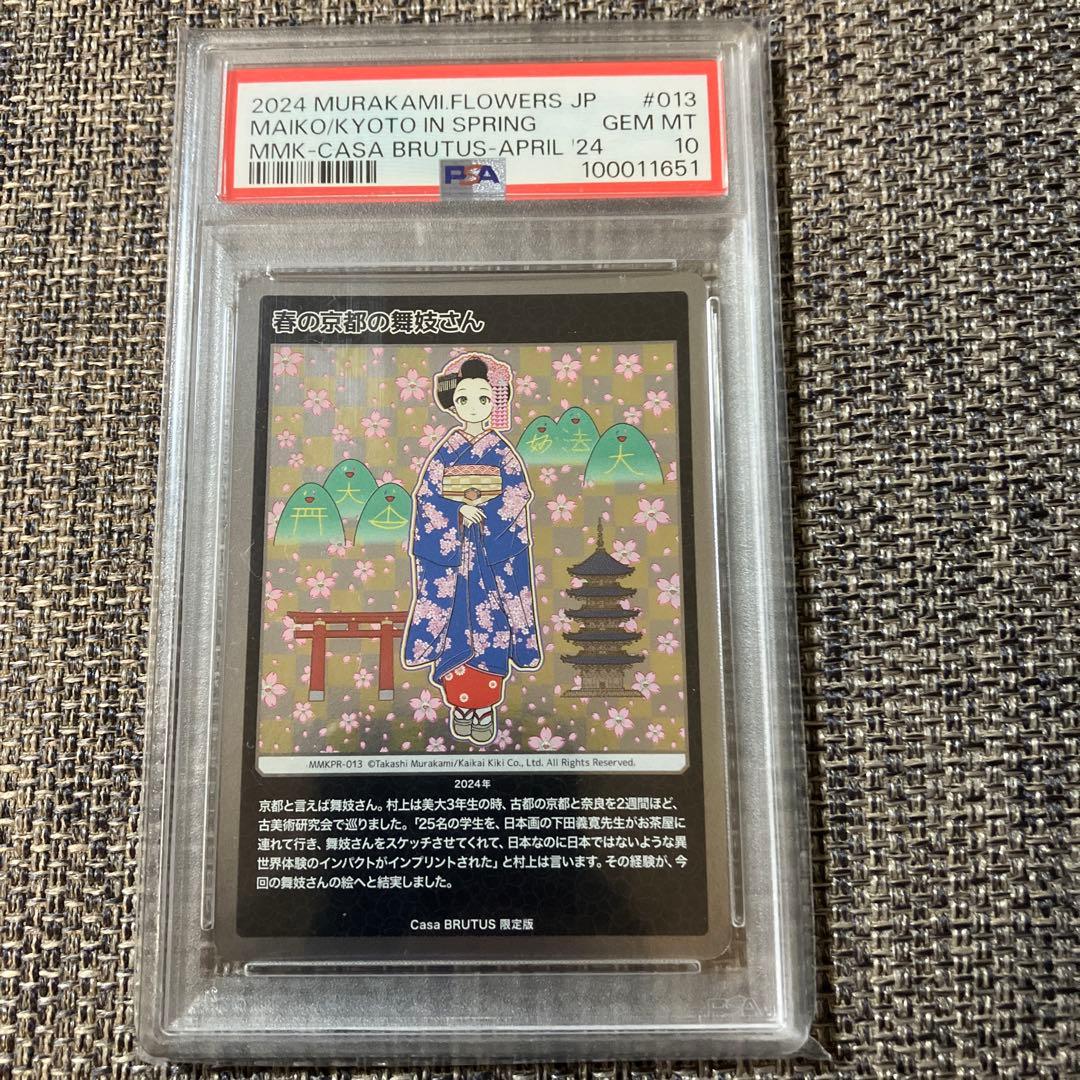 2024 MURAKAMI.FLOWERS JP #013
MAIKO/KYOTO IN SPRING GEM MT
MMK-CASA BRUTUS-APRIL '24 10
PSA 100011651
春の京都の舞妓さん
妙 法 大
大
MMKPR-013 ©Takashi Murakami/Kaikai Kiki Co., Ltd. All Rights Reserved.
2024年
京都と言えば舞妓さん。村上は美大3年生の時、古都の京都と奈良を2週間ほど、
古美術研究会で巡りました。「25名の学生を、日本画の下田義寛先生がお茶屋に
連れて行き、舞妓さんをスケッチさせてくれて、日本なのに日本ではないような異
世界体験のインパクトがインプリントされた」と村上は言います。その経験が、今
回の舞妓さんの絵へと結実しました。
Casa BRUTUS 限定版
PSA